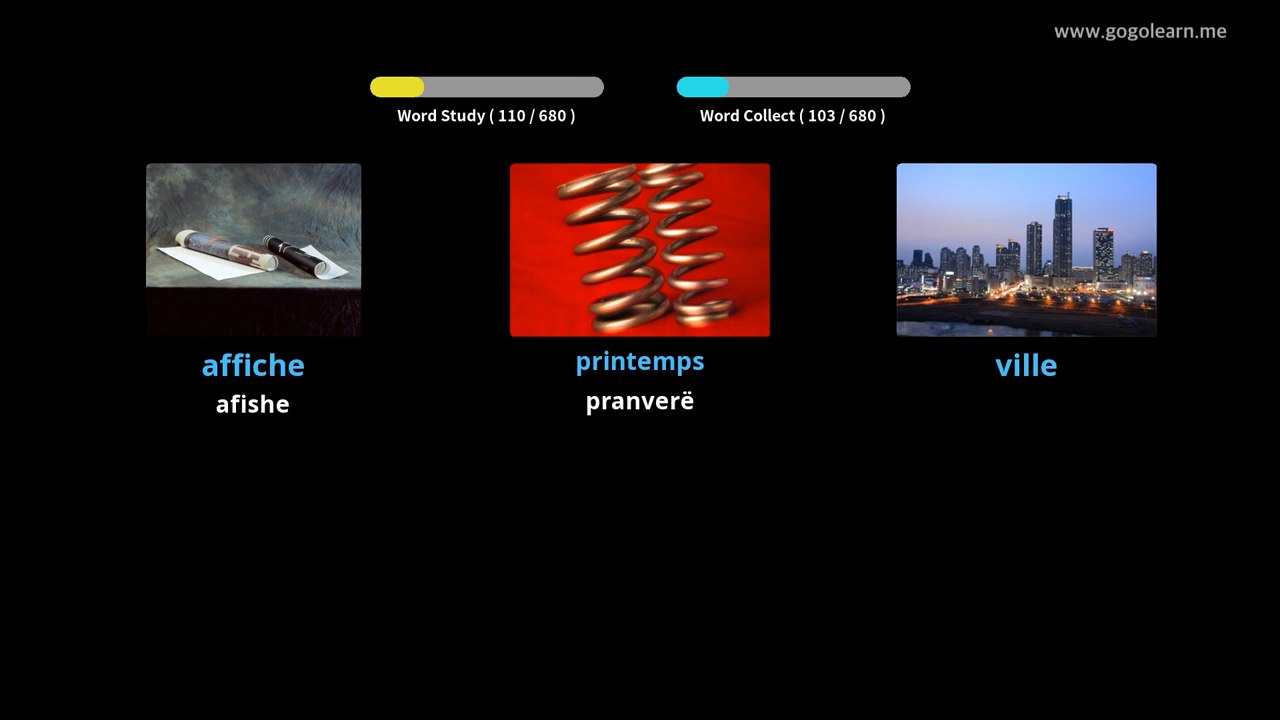 www.gogolearn.me
Word Study ( 110 / 680 )
Word Collect ( 103 / 680 )
affiche
afishe
printemps
pranverë
ville